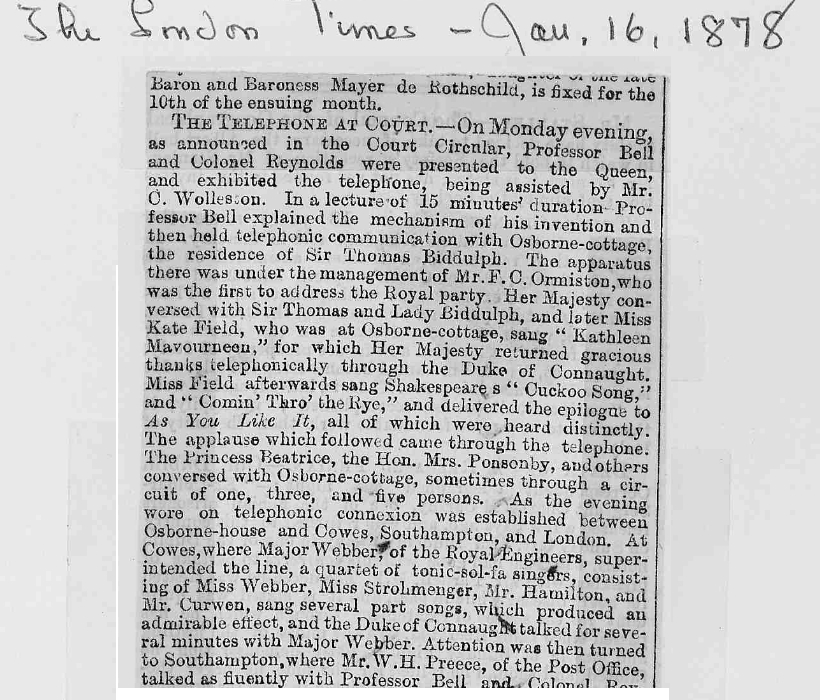 The London Times - Jan. 16, 1878
daughter of the late
Baron and Baroness Mayer de Rothschild, is fixed for the
10th of the ensuing month.
THE TELEPHONE AT COURT.—On Monday evening,
as announced in the Court Circular, Professor Bell
and Colonel Reynolds were presented to the Queen,
and exhibited the telephone, being assisted by Mr.
C. Wolleson. In a lecture of 15 minutes' duration Pro-
fessor Bell explained the mechanism of his invention and
then held telephonic communication with Osborne-cottage,
the residence of Sir Thomas Biddulph. The apparatus
there was under the management of Mr. F. C. Ormiston, who
was the first to address the Royal party. Her Majesty con-
versed with Sir Thomas and Lady Biddulph, and later Miss
Kate Field, who was at Osborne-cottage, sang " Kathleen
Mavourneen," for which Her Majesty returned gracious
thanks telephonically through the Duke of Connaught.
Miss Field afterwards sang Shakespeare s " Cuckoo Song,"
and " Comin' Thro' the Rye," and delivered the epilogue to
As You Like It, all of which were heard distinctly.
The applause which followed came through the telephone.
The Princess Beatrice, the Hon. Mrs. Ponsonby, and others
conversed with Osborne-cottage, sometimes through a cir-
cuit of one, three, and five persons. As the evening
wore on telephonic connexion was established between
Osborne-house and Cowes, Southampton, and London. At
Cowes, where Major Webber, of the Royal Engineers, super-
intended the line, a quartet of tonic-sol-fa singers, consist-
ing of Miss Webber, Miss Strohmenger, Mr. Hamilton, and
Mr. Curwen, sang several part songs, which produced an
admirable effect, and the Duke of Connaught talked for seve-
ral minutes with Major Webber. Attention was then turned
to Southampton, where Mr. W. H. Preece, of the Post Office,
talked as fluently with Professor Bell and Colonel Rey-